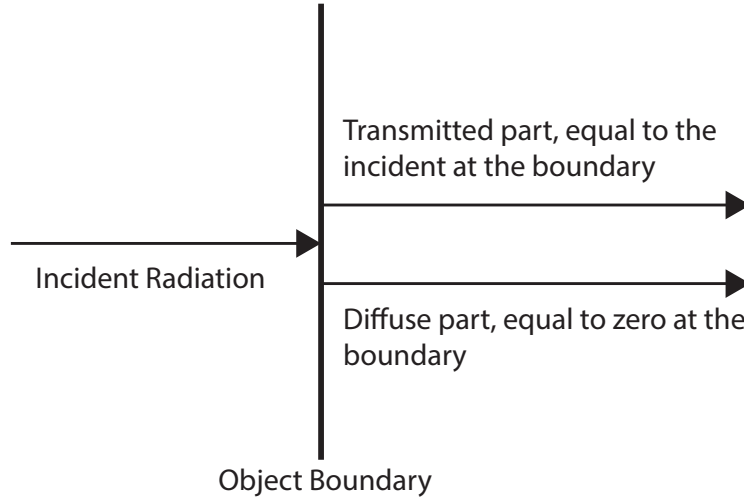 Transmitted part, equal to the
incident at the boundary
Incident Radiation
Diffuse part, equal to zero at the
boundary
Object Boundary